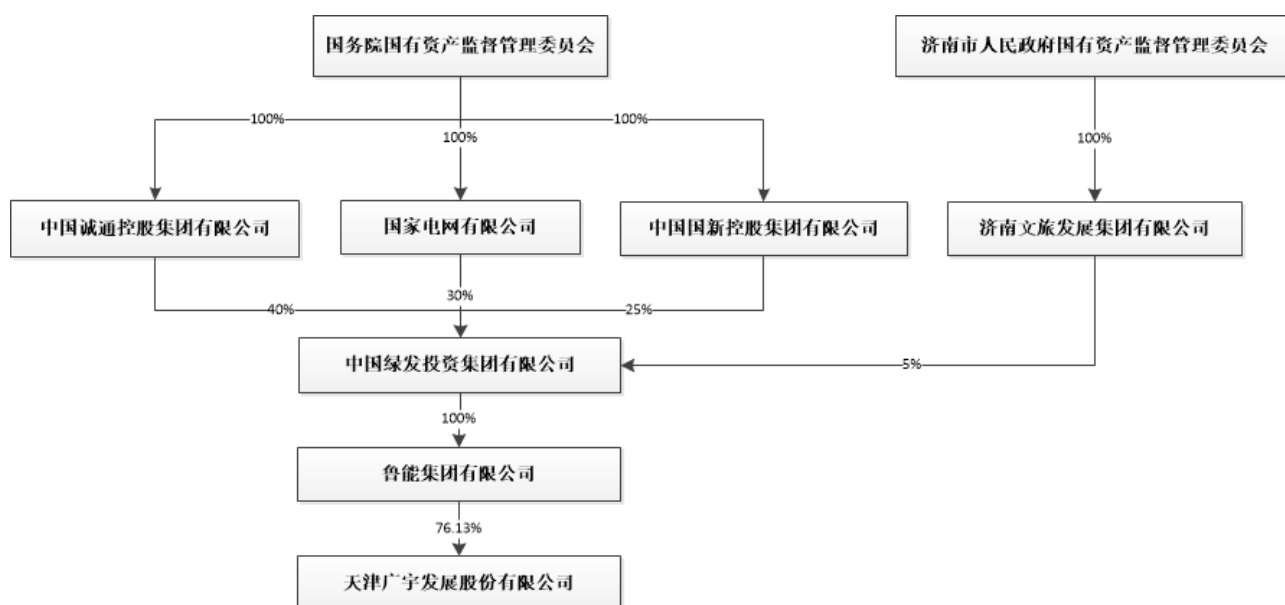 国务院国有资产监督管理委员会
济南市人民政府国有资产监督管理委员会
100%
100%
100%
100%
中国诚通控股集团有限公司
国家电网有限公司
中国国新控股集团有限公司
济南文旅发展集团有限公司
40%
30%
25%
中国绿发投资集团有限公司
5%
100%
鲁能集团有限公司
76.13%
天津广宇发展股份有限公司